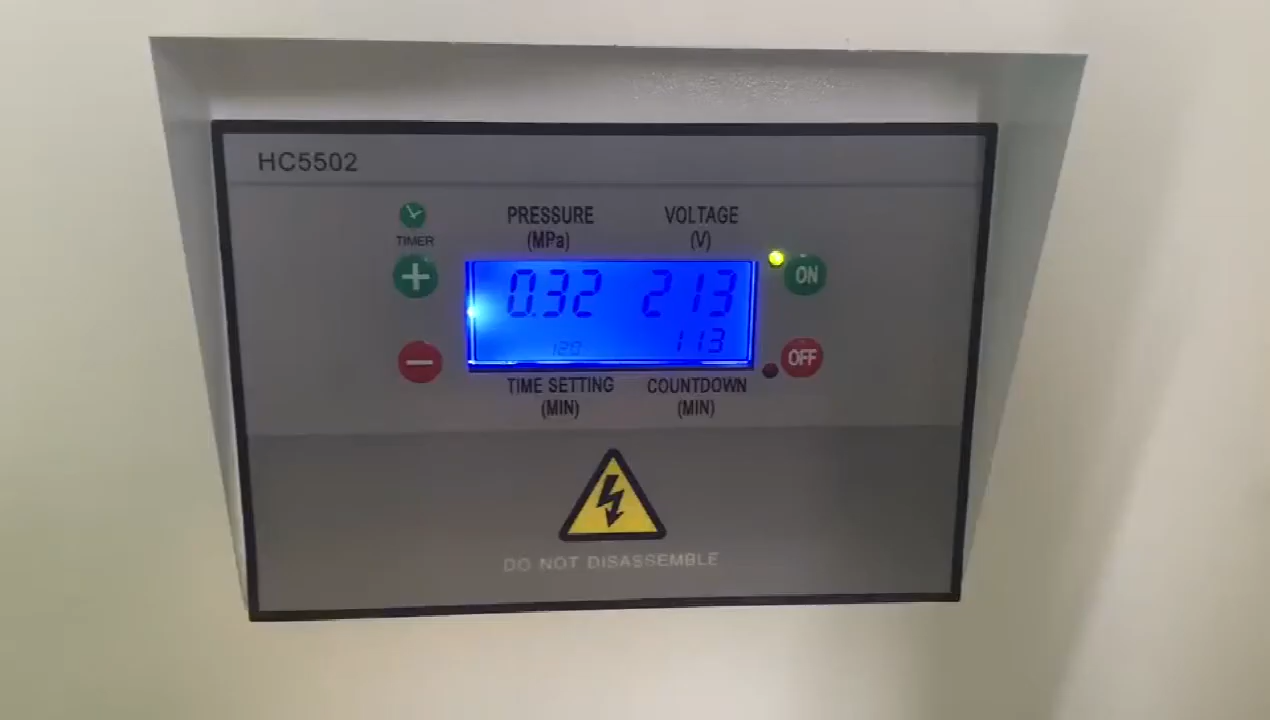 HC5502
PRESSURE
(MPa)
VOLTAGE
(V)
TIMER
+
0.32 213
ON
120 113
−
OFF
TIME SETTING
(MIN)
COUNTDOWN
(MIN)
DO NOT DISASSEMBLE